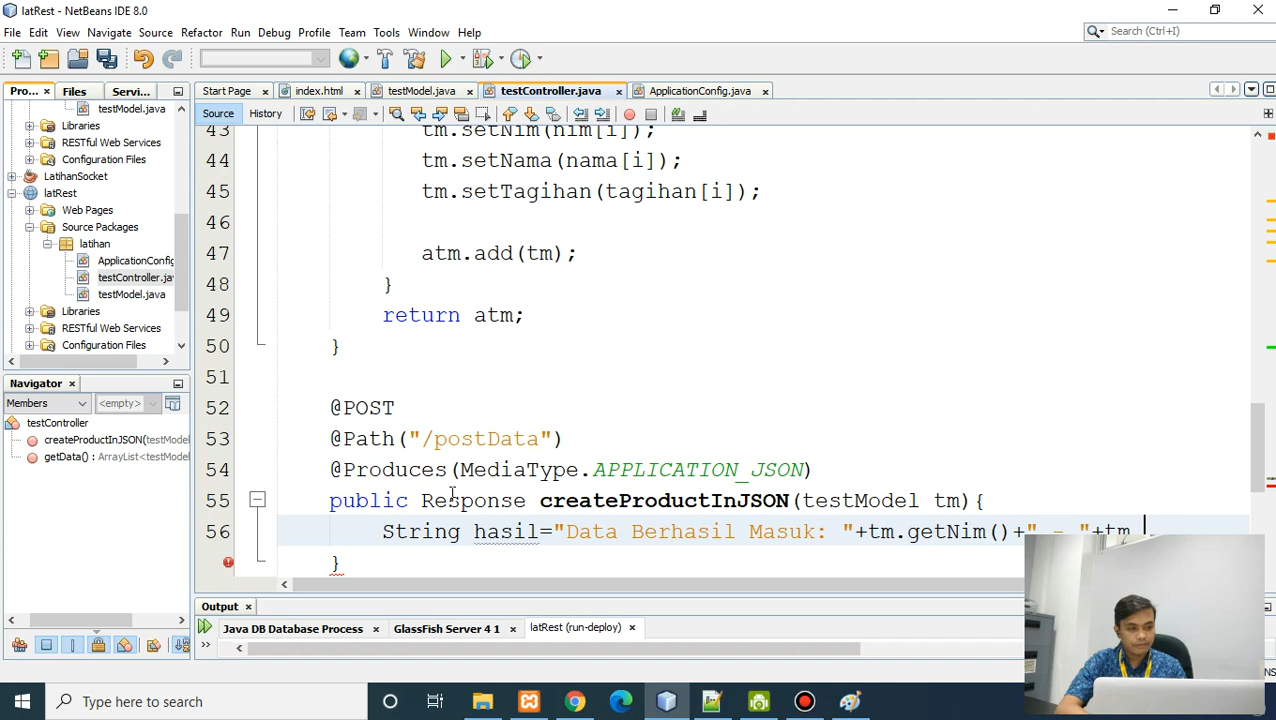 latRest - NetBeans IDE 8.0
File Edit View Navigate Source Refactor Run Debug Profile Team Tools Window Help
Search (Ctrl+I)
Pro... Files Servi...
Start Page index.html testModel.java testController.java ApplicationConfig.java
Source History
testModel.java
Libraries
RESTful Web Services
Configuration Files
LatihanSocket
latRest
Web Pages
Source Packages
latihan
ApplicationConfig
testController.ja
testModel.java
Libraries
RESTful Web Services
Configuration Files
Navigator
Members <empty>
testController
createProductInJSON(testModel
getData() : ArrayList<testModel
43 tm.setNim(nim[i]);
44 tm.setNama(nama[i]);
45 tm.setTagihan(tagihan[i]);
46
47 atm.add(tm);
48 }
49 return atm;
50 }
51
52 @POST
53 @Path("/postData")
54 @Produces(MediaType.APPLICATION_JSON)
55 public Response createProductInJSON(testModel tm){
56 String hasil="Data Berhasil Masuk: "+tm.getNim()+" - "+tm
}
Output
Java DB Database Process GlassFish Server 4 1 latRest (run-deploy)
NS
Type here to search